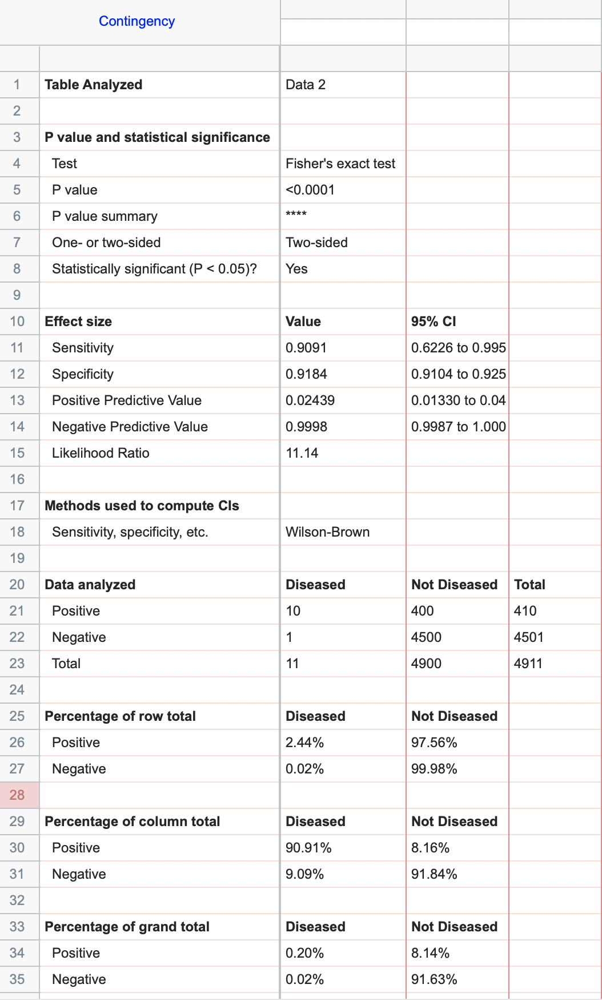 Contingency
1 Table Analyzed Data 2
2
3 P value and statistical significance
4 Test Fisher's exact test
5 P value <0.0001
6 P value summary ****
7 One- or two-sided Two-sided
8 Statistically significant (P < 0.05)? Yes
9
10 Effect size Value 95% CI
11 Sensitivity 0.9091 0.6226 to 0.995
12 Specificity 0.9184 0.9104 to 0.925
13 Positive Predictive Value 0.02439 0.01330 to 0.04
14 Negative Predictive Value 0.9998 0.9987 to 1.000
15 Likelihood Ratio 11.14
16
17 Methods used to compute CIs
18 Sensitivity, specificity, etc. Wilson-Brown
19
20 Data analyzed Diseased Not Diseased Total
21 Positive 10 400 410
22 Negative 1 4500 4501
23 Total 11 4900 4911
24
25 Percentage of row total Diseased Not Diseased
26 Positive 2.44% 97.56%
27 Negative 0.02% 99.98%
28
29 Percentage of column total Diseased Not Diseased
30 Positive 90.91% 8.16%
31 Negative 9.09% 91.84%
32
33 Percentage of grand total Diseased Not Diseased
34 Positive 0.20% 8.14%
35 Negative 0.02% 91.63%